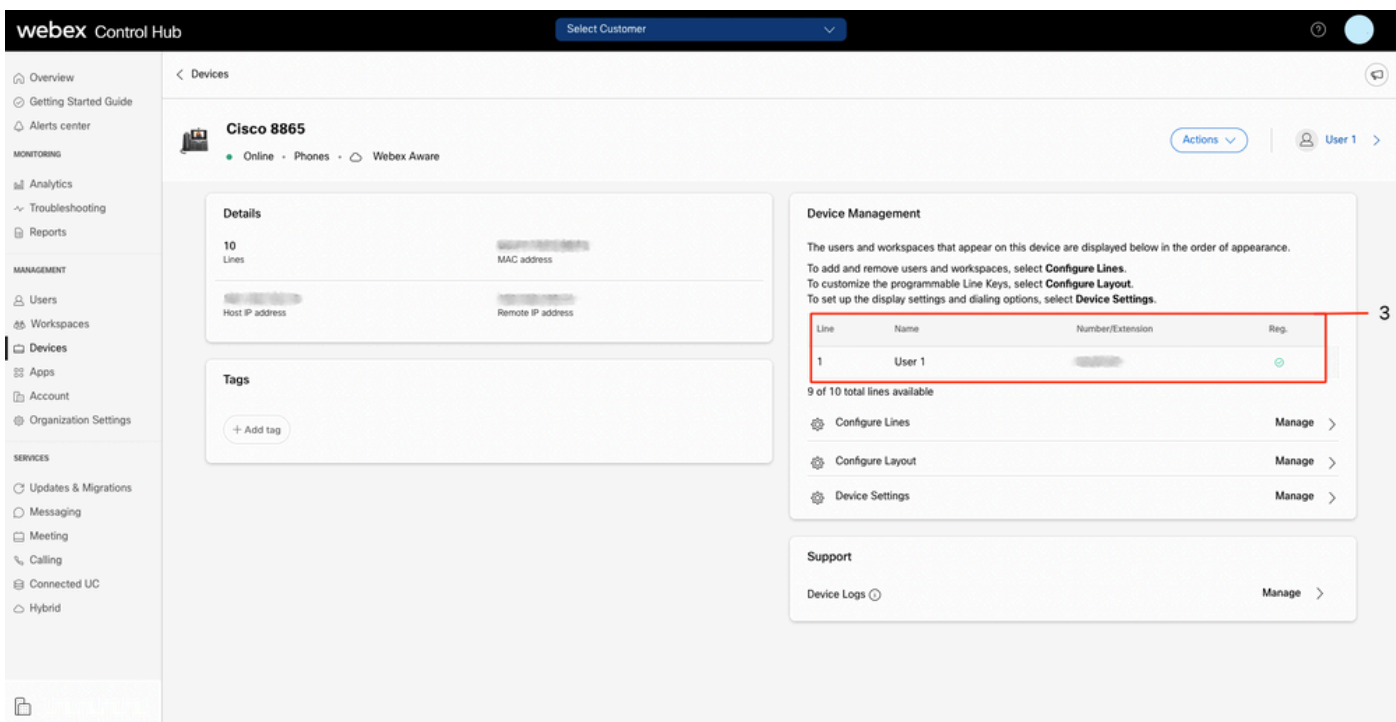 webex Control Hub
Select Customer
Overview
Getting Started Guide
Alerts center
MONITORING
Analytics
Troubleshooting
Reports
MANAGEMENT
Users
Workspaces
Devices
Apps
Account
Organization Settings
SERVICES
Updates & Migrations
Messaging
Meeting
Calling
Connected UC
Hybrid
Devices
Cisco 8865
Online · Phones · Webex Aware
Actions
User 1
Details
10
Lines
MAC address
Host IP address
Remote IP address
Tags
+ Add tag
Device Management
The users and workspaces that appear on this device are displayed below in the order of appearance.
To add and remove users and workspaces, select Configure Lines.
To customize the programmable Line Keys, select Configure Layout.
To set up the display settings and dialing options, select Device Settings.
Line Name Number/Extension Reg.
1 User 1
3
9 of 10 total lines available
Configure Lines Manage
Configure Layout Manage
Device Settings Manage
Support
Device Logs Manage